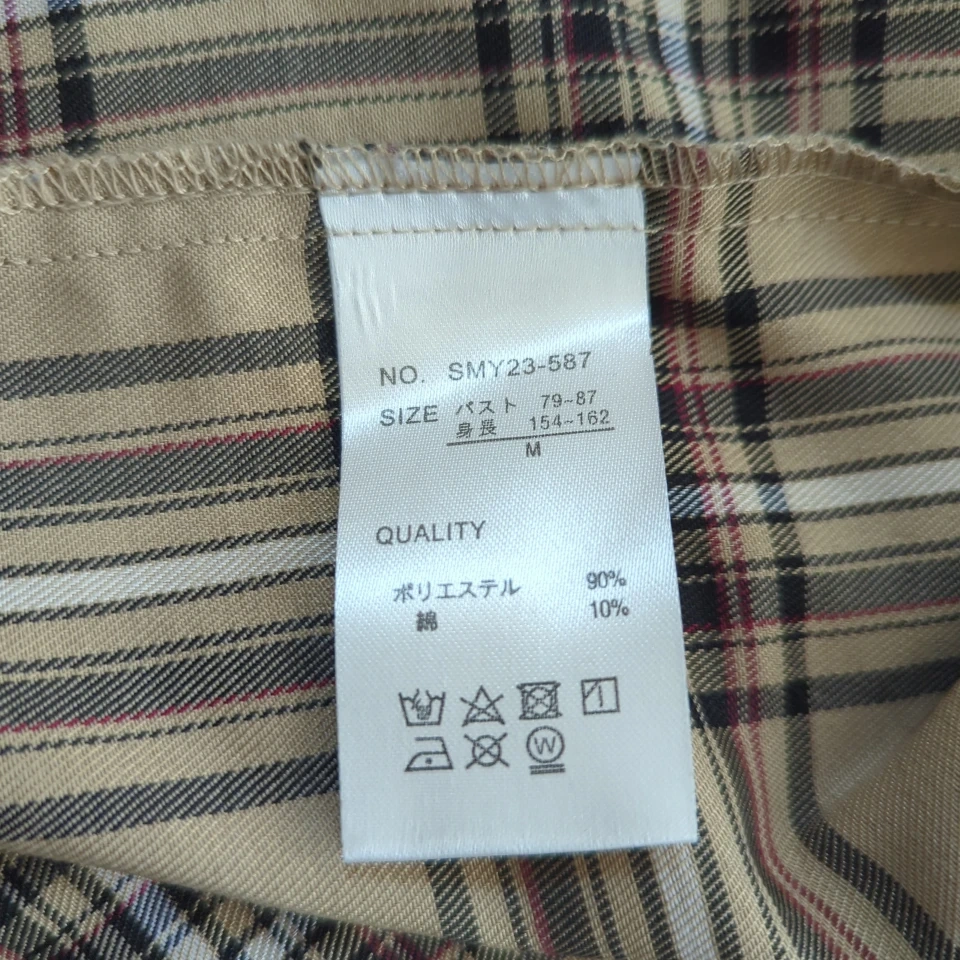 NO. SMY23-587
SIZE バスト 79~87
身長 154~162
M
QUALITY
ポリエステル 90%
綿 10%
W